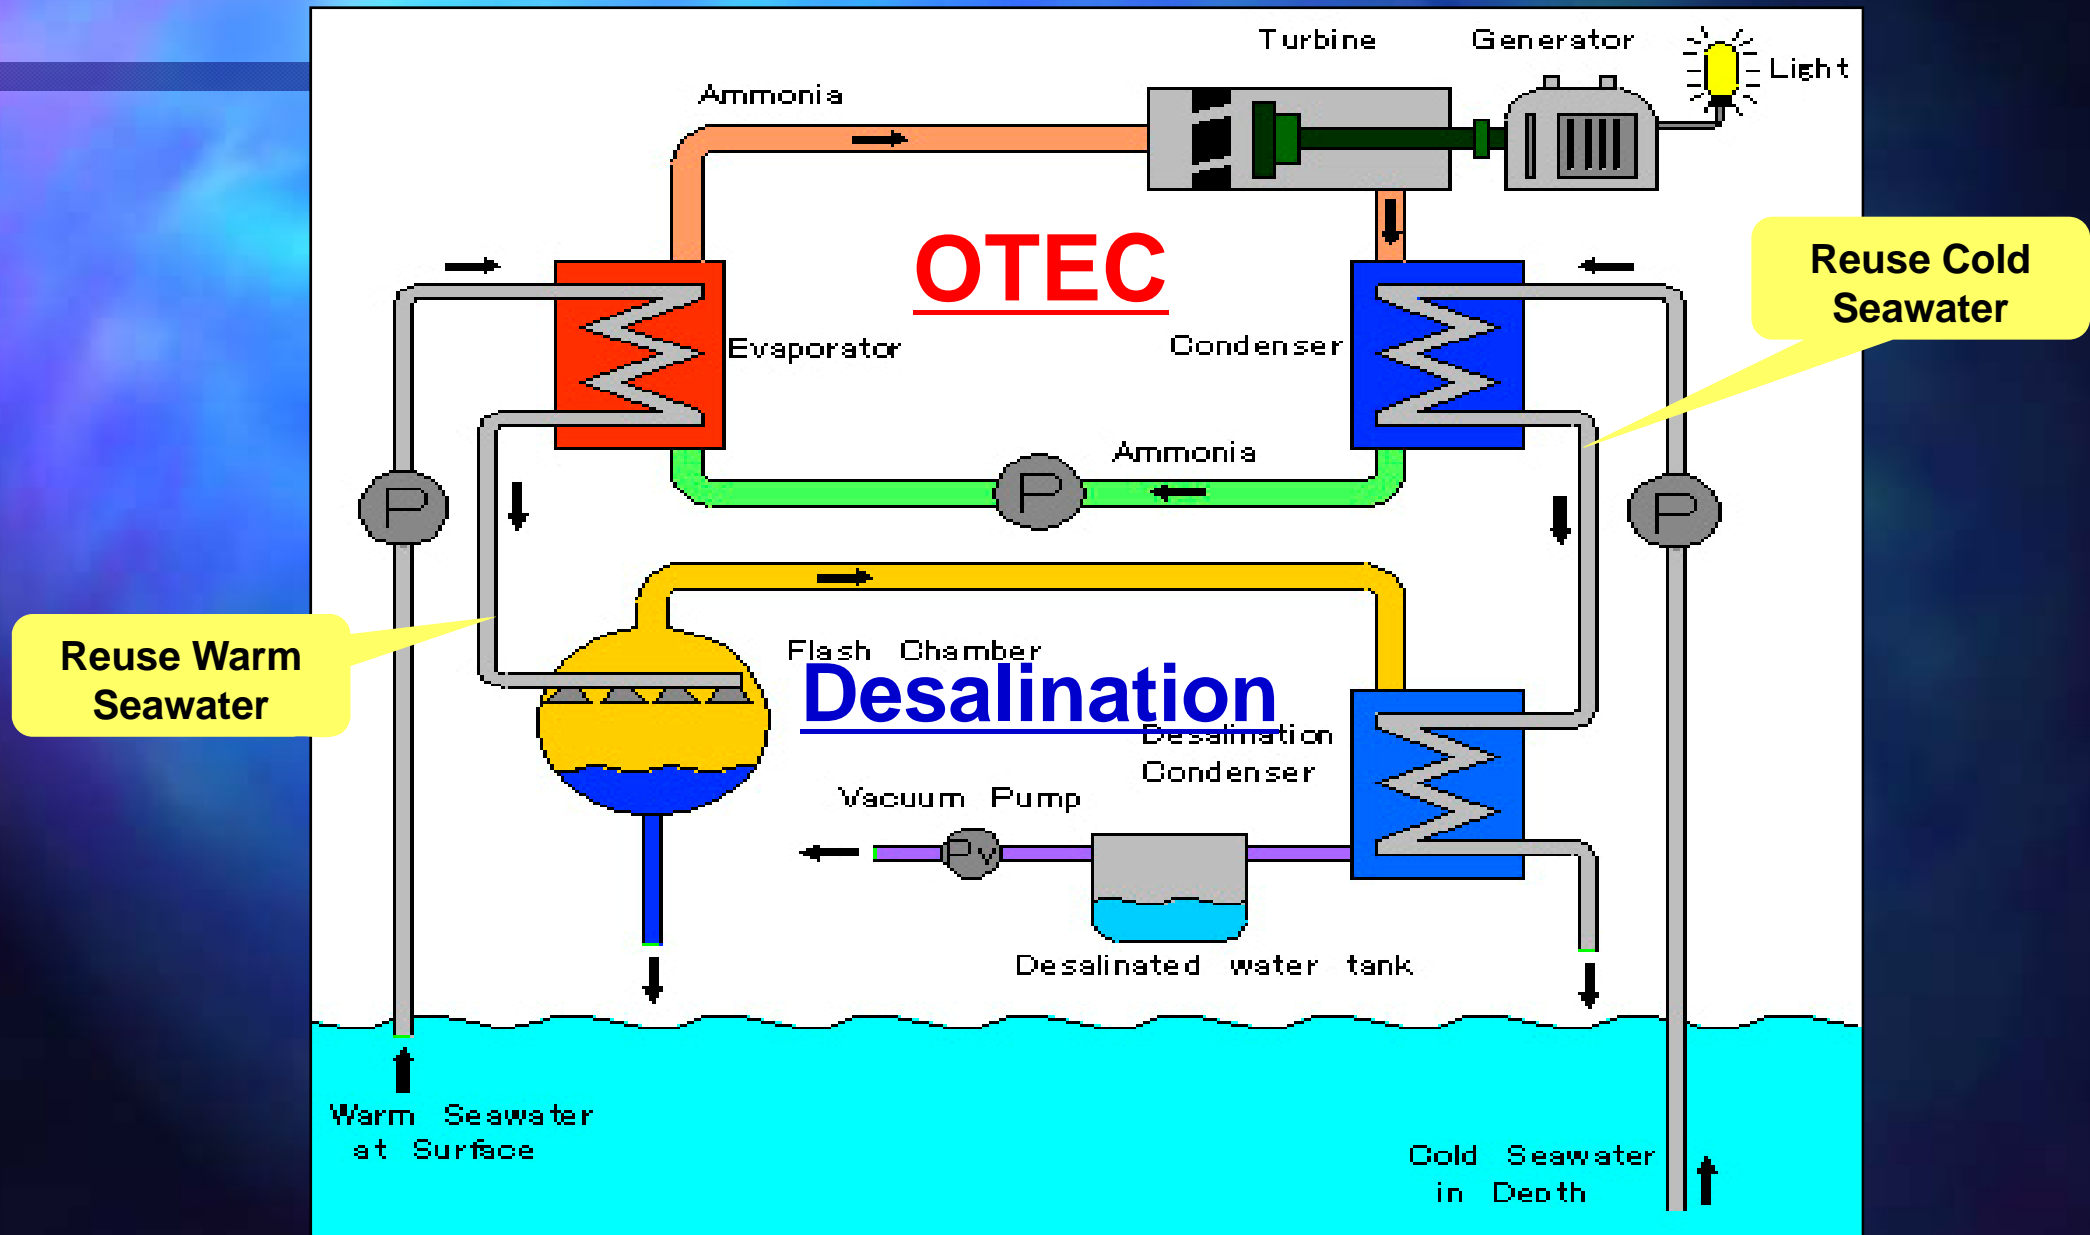 Turbine
Generator
Light
Ammonia
OTEC
Reuse Cold
Seawater
Evaporator
Condenser
Ammonia
P
P
P
Reuse Warm
Seawater
Flash Chamber
Desalination
Desalination
Condenser
Vacuum Pump
Pv
Desalinated water tank
Warm Seawater
at Surface
Cold Seawater
in Depth